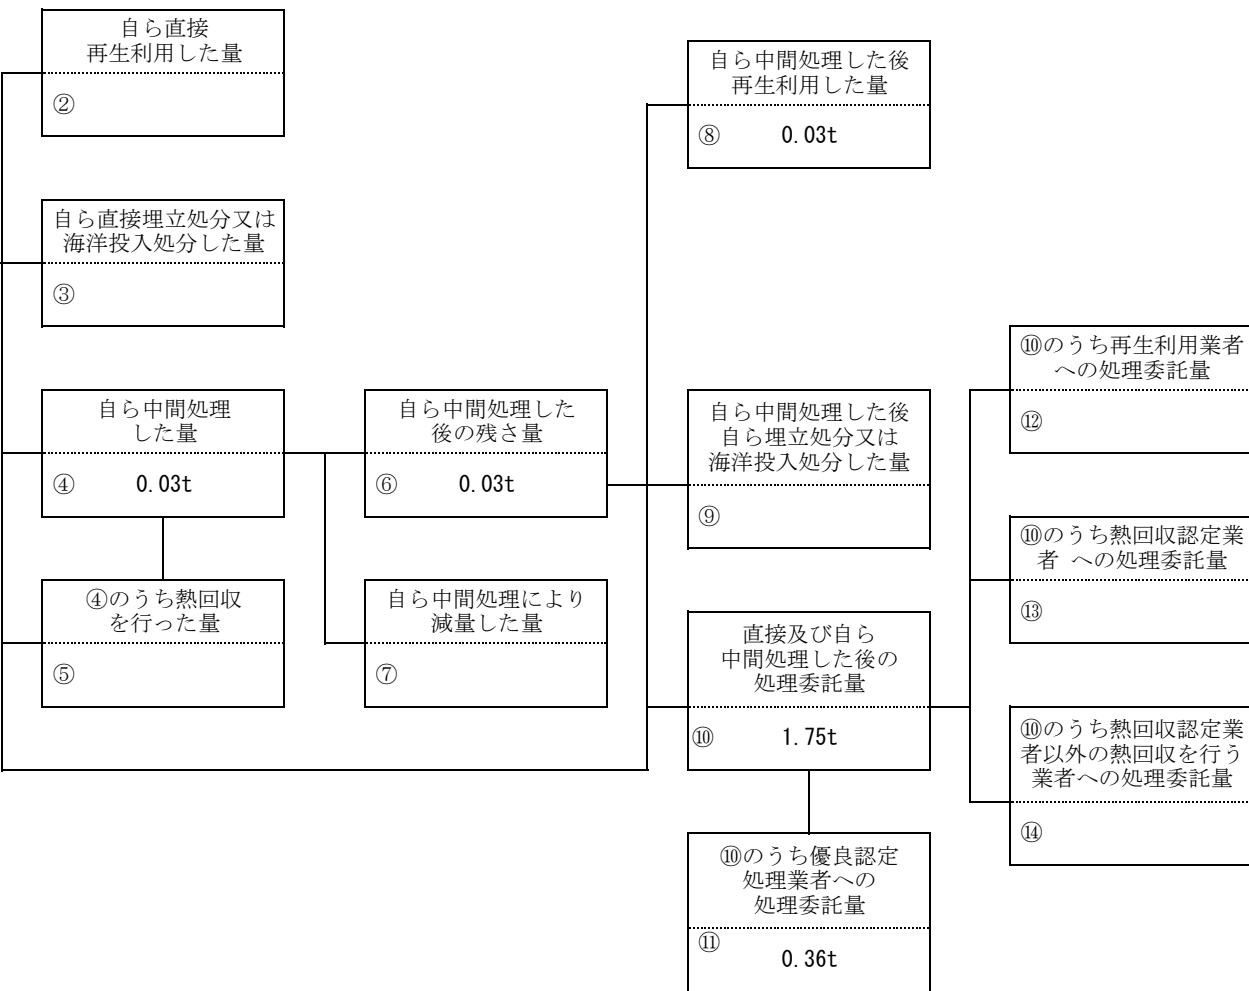 自ら直接
再生利用した量
②
自ら直接埋立処分又は
海洋投入処分した量
③
自ら中間処理
した量
④ 0.03t
④のうち熱回収
を行った量
⑤
自ら中間処理した
後の残さ量
⑥ 0.03t
自ら中間処理により
減量した量
⑦
自ら中間処理した後
再生利用した量
⑧ 0.03t
自ら中間処理した後
自ら埋立処分又は
海洋投入処分した量
⑨
直接及び自ら
中間処理した後の
処理委託量
⑩ 1.75t
⑩のうち優良認定
処理業者への
処理委託量
⑪
0.36t
⑩のうち再生利用業者
への処理委託量
⑫
⑩のうち熱回収認定業
者 への処理委託量
⑬
⑩のうち熱回収認定業
者以外の熱回収を行う
業者への処理委託量
⑭